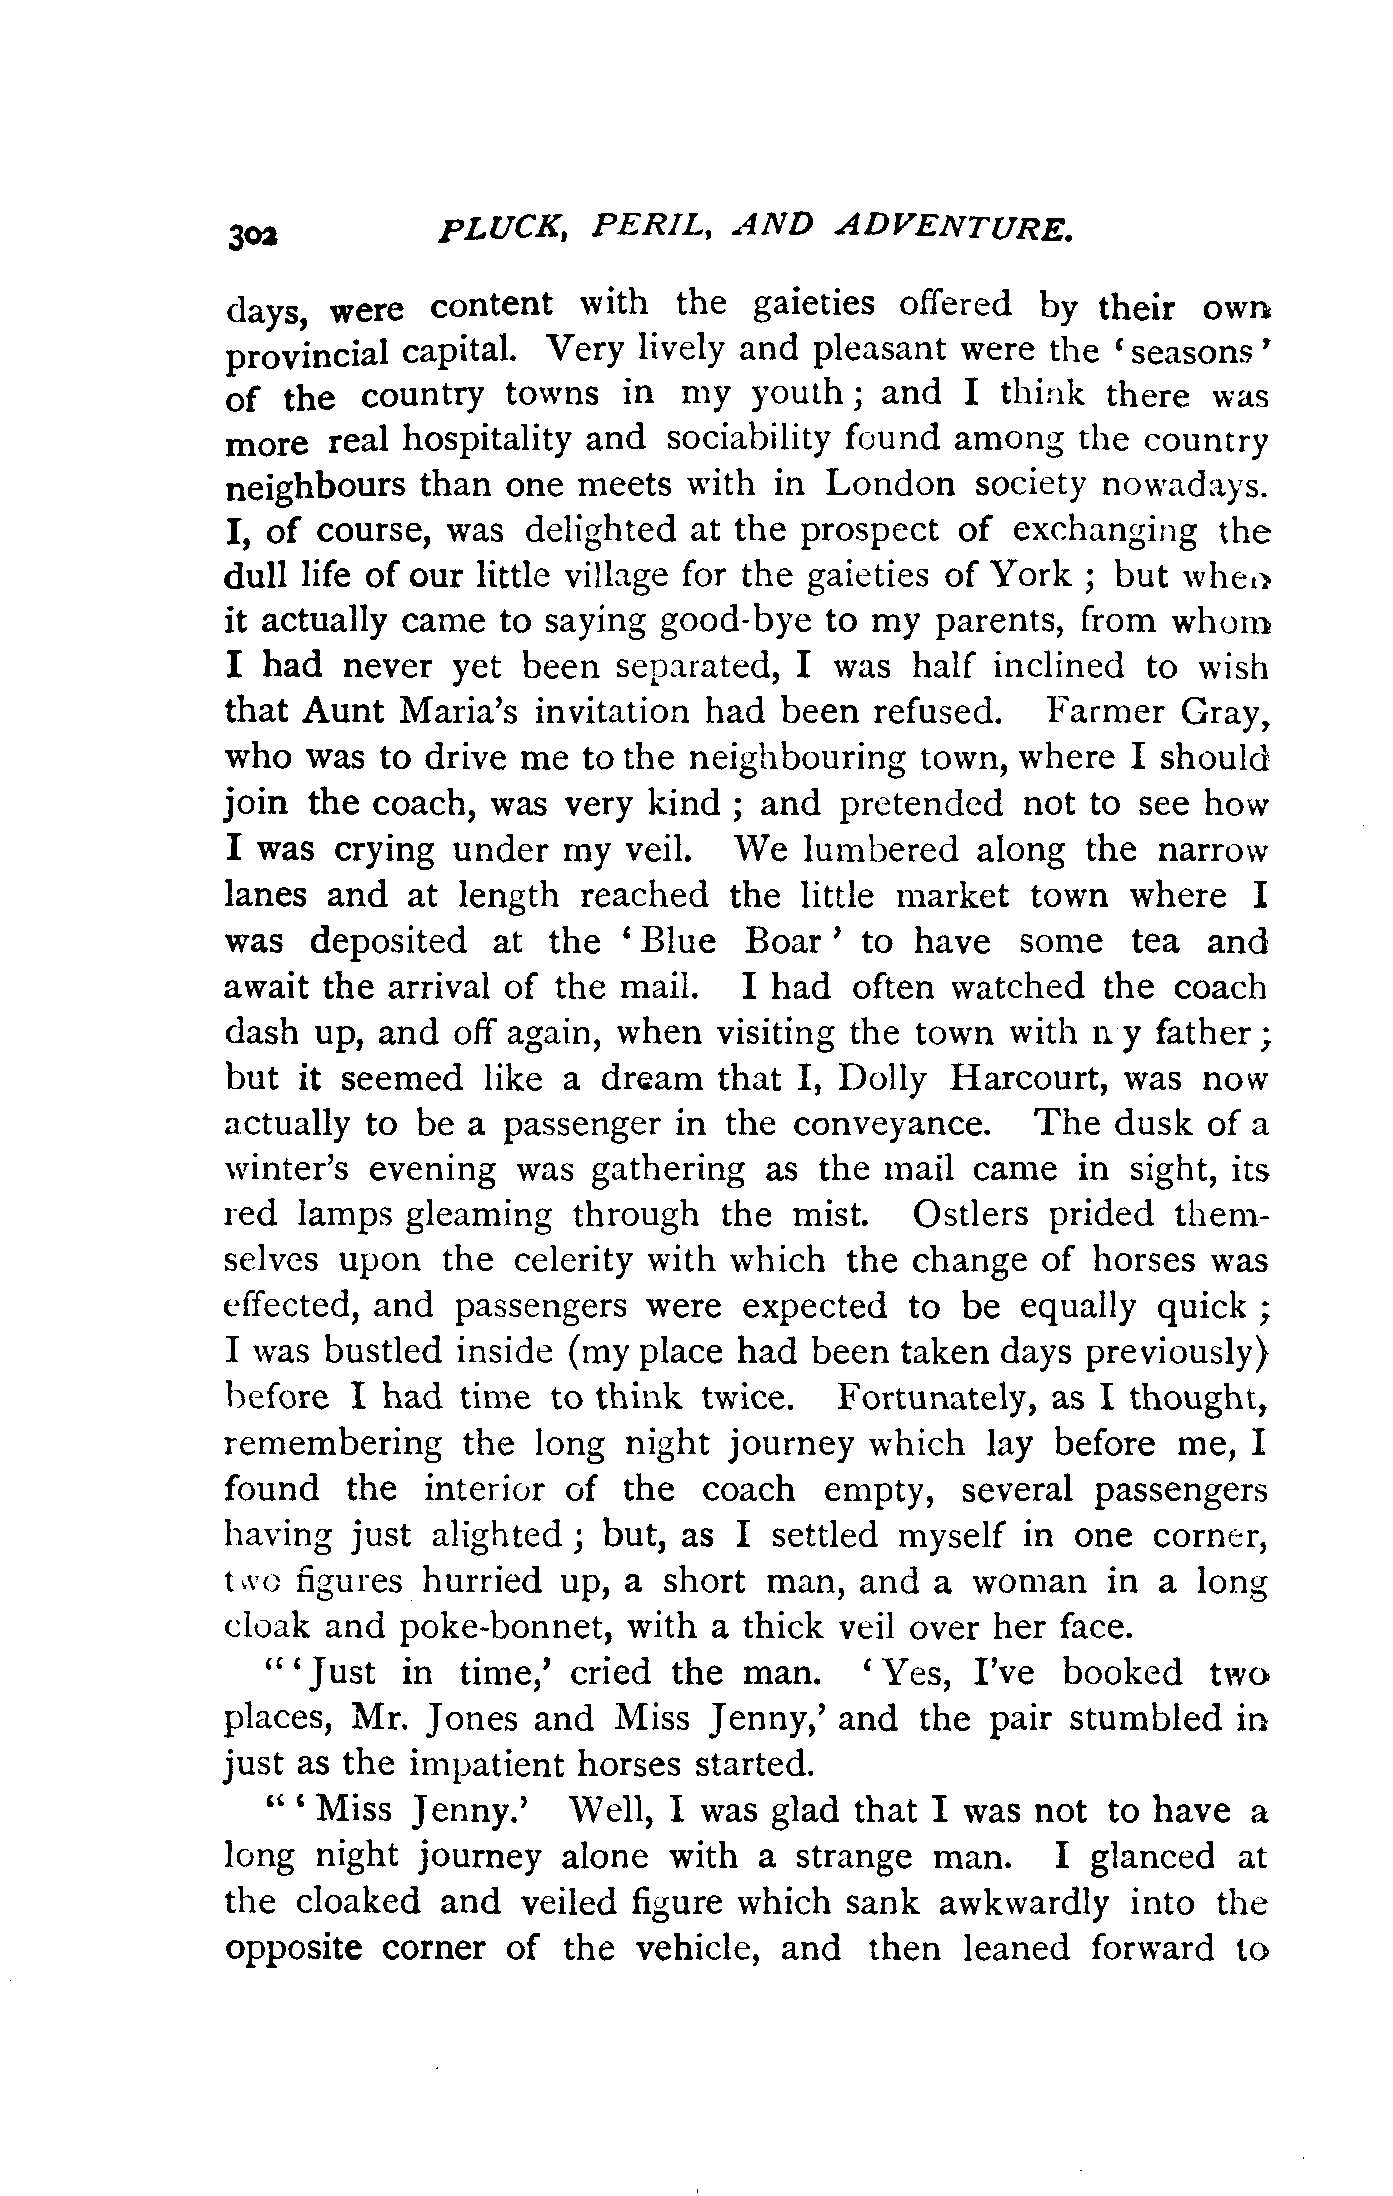 302 PLUCK, PERIL, AND ADVENTURE.
days, were content with the gaieties offered by their own
provincial capital. Very lively and pleasant were the ‘seasons’
of the country towns in my youth; and I think there was
more real hospitality and sociability found among the country
neighbours than one meets with in London society nowadays.
I, of course, was delighted at the prospect of exchanging the
dull life of our little village for the gaieties of York; but when
it actually came to saying good-bye to my parents, from whom
I had never yet been separated, I was half inclined to wish
that Aunt Maria’s invitation had been refused. Farmer Gray,
who was to drive me to the neighbouring town, where I should
join the coach, was very kind; and pretended not to see how
I was crying under my veil. We lumbered along the narrow
lanes and at length reached the little market town where I
was deposited at the ‘Blue Boar’ to have some tea and
await the arrival of the mail. I had often watched the coach
dash up, and off again, when visiting the town with my father;
but it seemed like a dream that I, Dolly Harcourt, was now
actually to be a passenger in the conveyance. The dusk of a
winter’s evening was gathering as the mail came in sight, its
red lamps gleaming through the mist. Ostlers prided them-
selves upon the celerity with which the change of horses was
effected, and passengers were expected to be equally quick;
I was bustled inside (my place had been taken days previously)
before I had time to think twice. Fortunately, as I thought,
remembering the long night journey which lay before me, I
found the interior of the coach empty, several passengers
having just alighted; but, as I settled myself in one corner,
two figures hurried up, a short man, and a woman in a long
cloak and poke-bonnet, with a thick veil over her face.
“‘Just in time,’ cried the man. ‘Yes, I’ve booked two
places, Mr. Jones and Miss Jenny,’ and the pair stumbled in
just as the impatient horses started.
“‘Miss Jenny.’ Well, I was glad that I was not to have a
long night journey alone with a strange man. I glanced at
the cloaked and veiled figure which sank awkwardly into the
opposite corner of the vehicle, and then leaned forward to